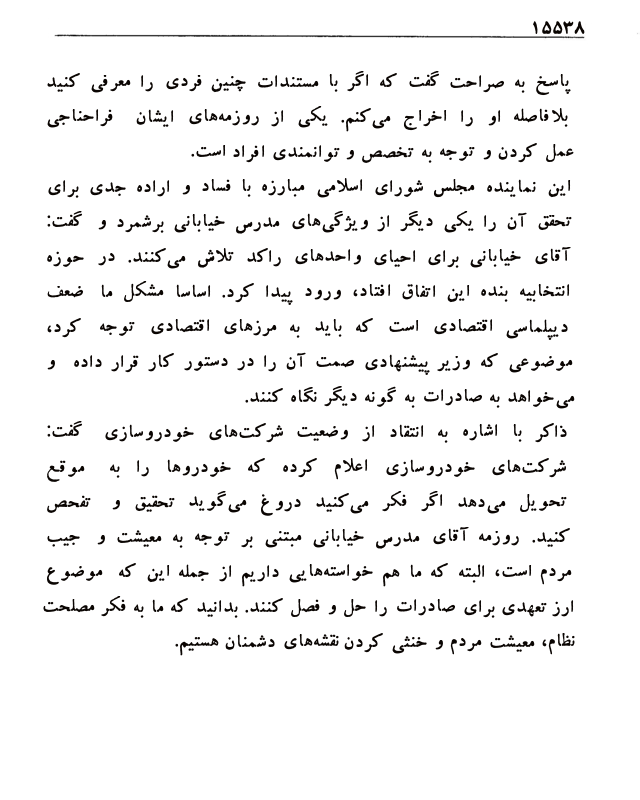 ۱۵۵۳۸
پاسخ به صراحت گفت که اگر با مستندات چنین فردی را معرفی کنید
بلافاصله او را اخراج می‌کنم. یکی از روزمه‌های ایشان فراحناجی
عمل کردن و توجه به تخصص و توانمندی افراد است.
این نماینده مجلس شورای اسلامی مبارزه با فساد و اراده جدی برای
تحقق آن را یکی دیگر از ویژگی‌های مدرس خیابانی برشمرد و گفت:
آقای خیابانی برای احیای واحدهای راکد تلاش می‌کنند. در حوزه
انتخابیه بنده این اتفاق افتاد، ورود پیدا کرد. اساسا مشکل ما ضعف
دیپلماسی اقتصادی است که باید به مرزهای اقتصادی توجه کرد،
موضوعی که وزیر پیشنهادی صمت آن را در دستور کار قرار داده و
می‌خواهد به صادرات به گونه دیگر نگاه کنند.
ذاکر با اشاره به انتقاد از وضعیت شرکت‌های خودروسازی گفت:
شرکت‌های خودروسازی اعلام کرده که خودروها را به موقع
تحویل می‌دهد اگر فکر می‌کنید دروغ می‌گوید تحقیق و تفحص
کنید. روزمه آقای مدرس خیابانی مبتنی بر توجه به معیشت و جیب
مردم است، البته که ما هم خواسته‌هایی داریم از جمله این که موضوع
ارز تعهدی برای صادرات را حل و فصل کنند. بدانید که ما به فکر مصلحت
نظام، معیشت مردم و خنثی کردن نقشه‌های دشمنان هستیم.